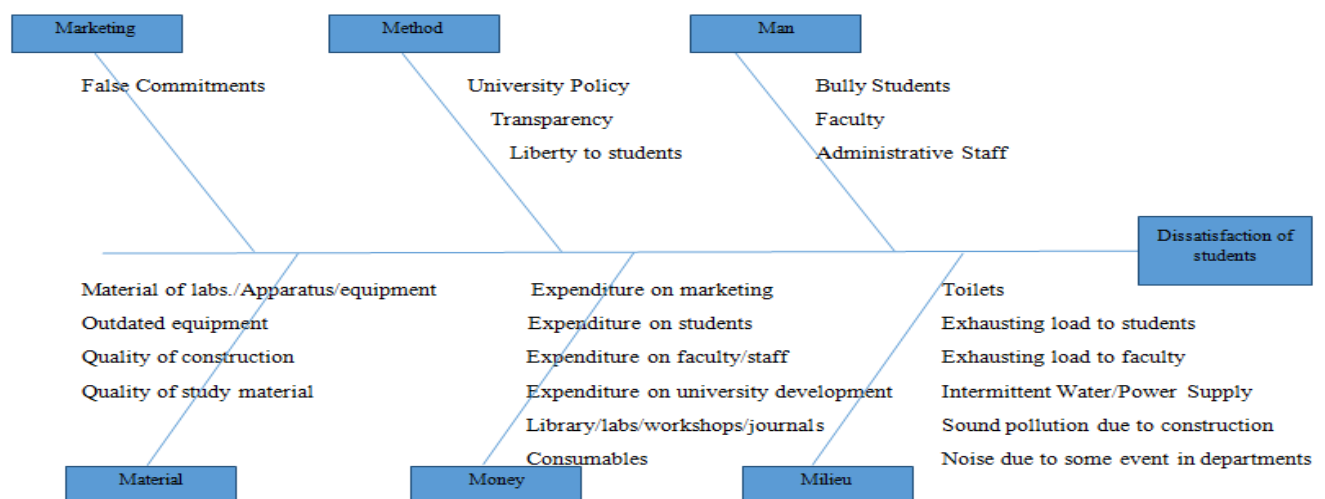 Marketing
Method
Man
False Commitments
University Policy
Transparency
Liberty to students
Bully Students
Faculty
Administrative Staff
Dissatisfaction of
students
Material of labs./Apparatus/equipment
Outdated equipment
Quality of construction
Quality of study material
Expenditure on marketing
Expenditure on students
Expenditure on faculty/staff
Expenditure on university development
Library/labs/workshops/journals
Consumables
Toilets
Exhausting load to students
Exhausting load to faculty
Intermittent Water/Power Supply
Sound pollution due to construction
Noise due to some event in departments
Material
Money
Milieu